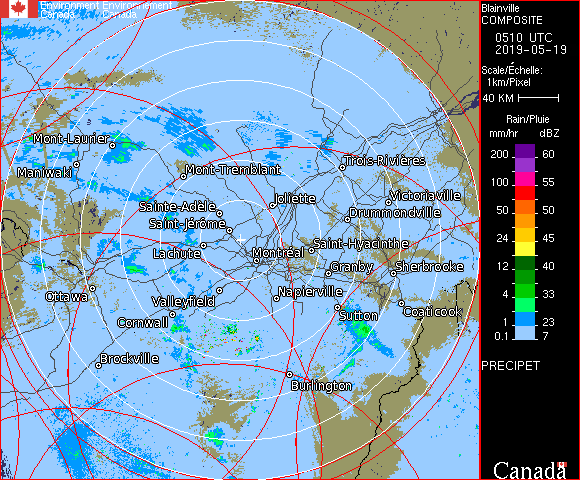 Environment Environnement
Canada Canada
Blainville
COMPOSITE
0510 UTC
2019-05-19
Scale/Échelle:
1km/Pixel
40 KM
Rain/Pluie
mm/hr dBZ
200 60
150 57
100 55
50 50
24 45
12 40
4 33
1 23
0.1 7
PRECIPET
Canada
Mont-Laurier
Maniwaki
Mont-Tremblant
Trois-Rivières
Sainte-Adèle
Joliette
Victoriaville
Drummondville
Saint-Jérôme
Lachute
Montréal
Saint-Hyacinthe
Granby
Sherbrooke
Ottawa
Valleyfield
Napierville
Cornwall
Sutton
Coaticook
Brockville
Burlington